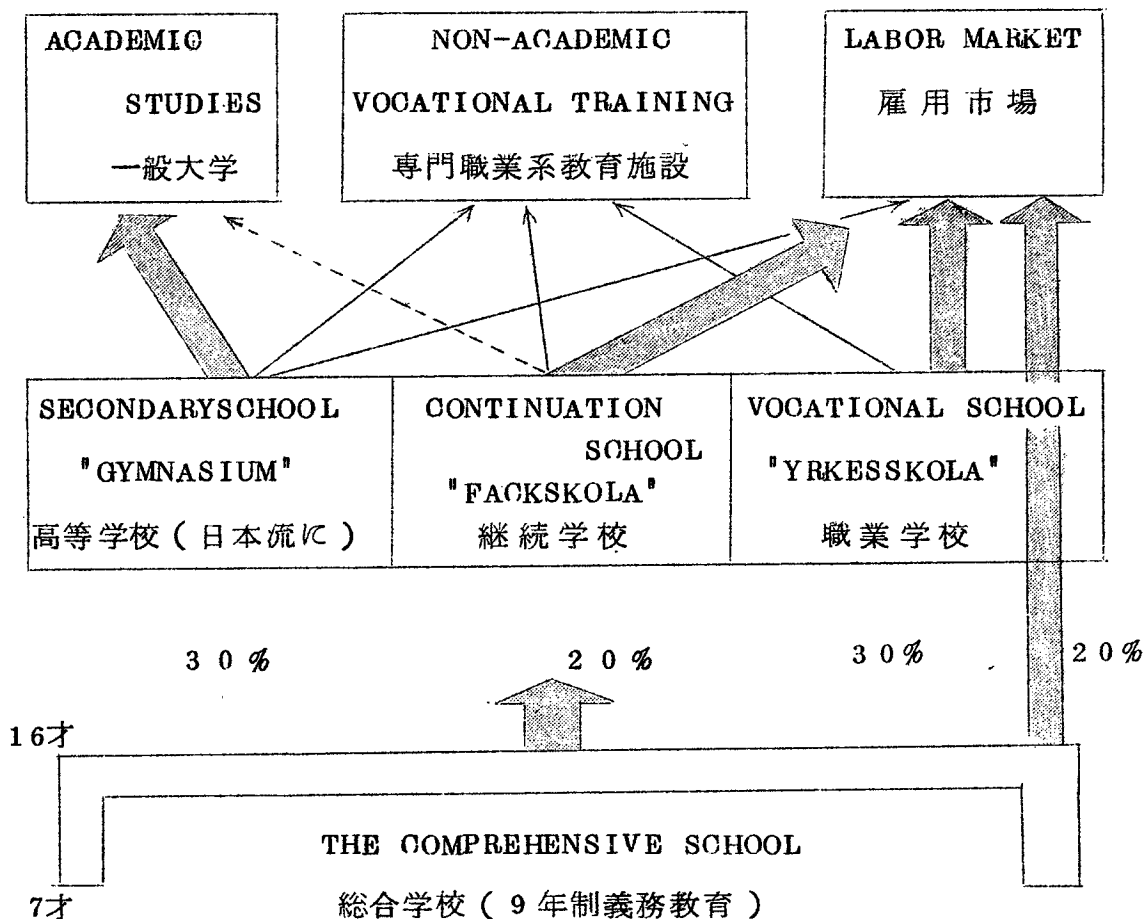 ACADEMIC
STUDIES
一般大学
NON-ACADEMIC
VOCATIONAL TRAINING
専門職業系教育施設
LABOR MARKET
雇用市場
SECONDARYSCHOOL
"GYMNASIUM"
高等学校(日本流に)
CONTINUATION
SCHOOL
"FACKSKOLA"
継続学校
VOCATIONAL SCHOOL
"YRKESSKOLA"
職業学校
30% 20% 30% 20%
16才
THE COMPREHENSIVE SCHOOL
7才 総合学校(9年制義務教育)